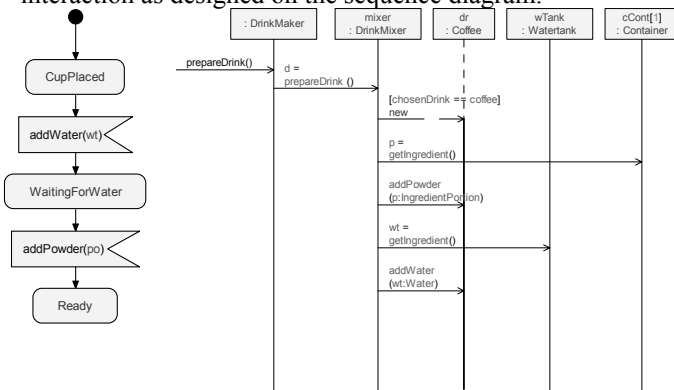 interaction as designed on the sequence diagram.
: DrinkMaker
mixer
: DrinkMixer
dr
: Coffee
wTank
: Watertank
cCont[1]
: Container
CupPlaced
addWater(wt)
WaitingForWater
addPowder(po)
Ready
prepareDrink()
d =
prepareDrink ()
[chosenDrink == coffee]
new
p =
getIngredient()
addPowder
(p:IngredientPortion)
wt =
getIngredient()
addWater
(wt:Water)